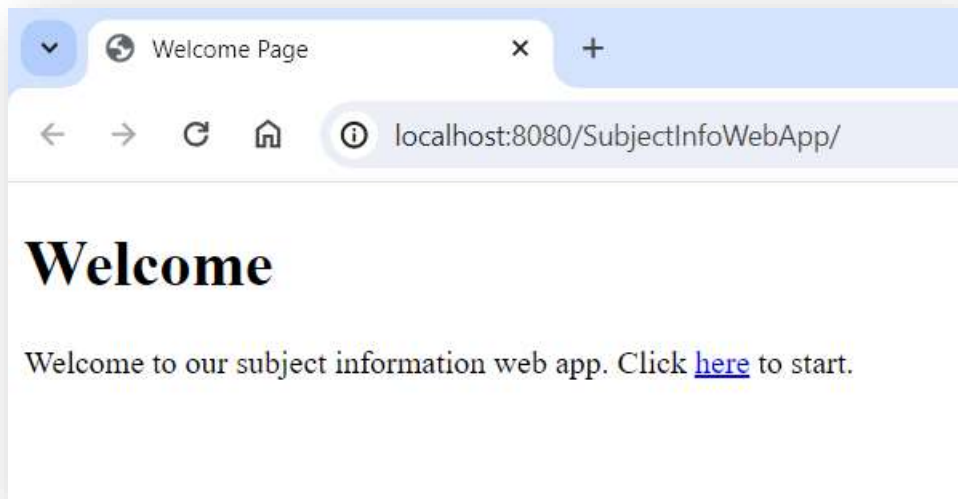 Welcome Page
localhost:8080/SubjectInfoWebApp/
Welcome
Welcome to our subject information web app. Click here to start.